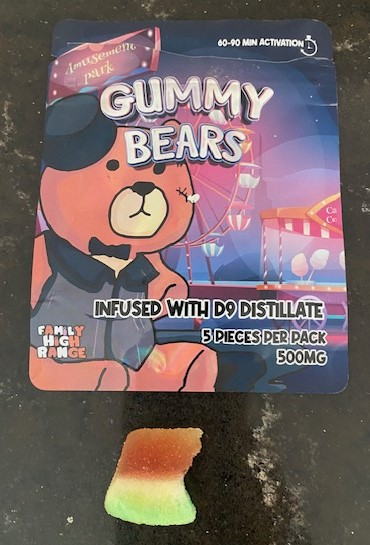 60-90 MIN ACTIVATION
Amusement
park
GUMMY
BEARS
INFUSED WITH D9 DISTILLATE
5 PIECES PER PACK
500MG
FAMILY
HIGH
RANGE